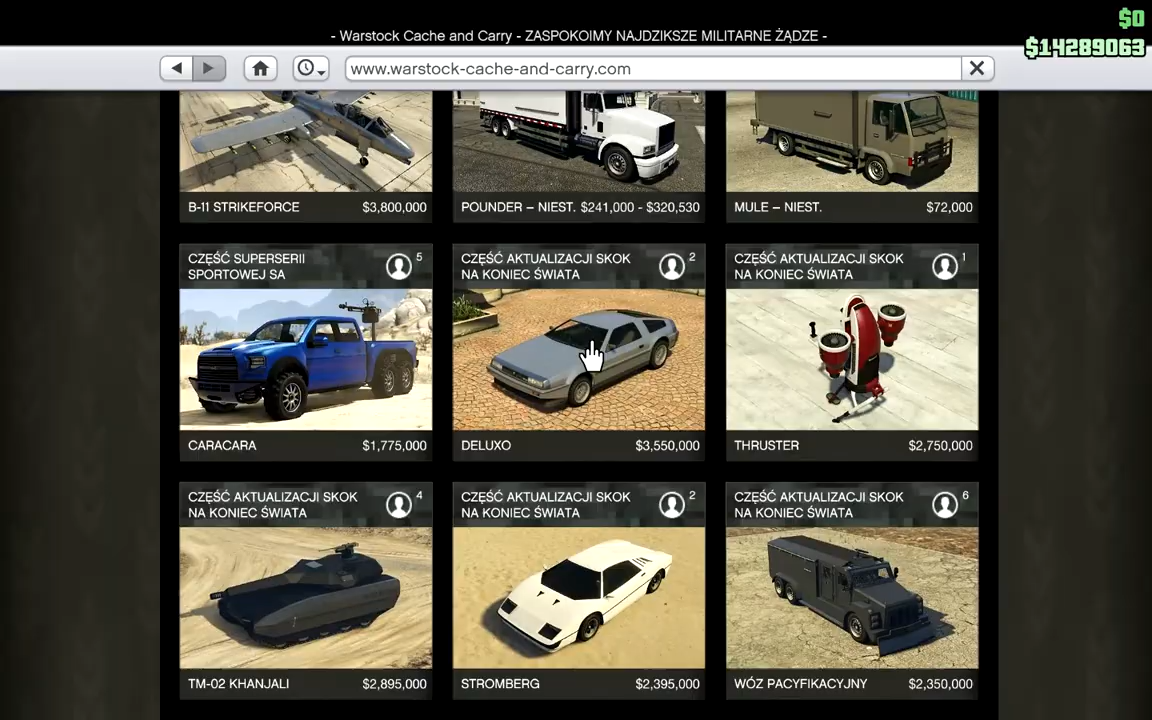 $0
- Warstock Cache and Carry - ZASPOKOIMY NAJDZIKSZE MILITARNE ŻĄDZE -
$14289063
www.warstock-cache-and-carry.com
B-11 STRIKEFORCE $3,800,000
POUNDER – NIEST. $241,000 - $320,530
MULE – NIEST. $72,000
CZĘŚĆ SUPERSERII
SPORTOWEJ SA
5
CZĘŚĆ AKTUALIZACJI SKOK
NA KONIEC ŚWIATA
2
CZĘŚĆ AKTUALIZACJI SKOK
NA KONIEC ŚWIATA
1
CARACARA $1,775,000
DELUXO $3,550,000
THRUSTER $2,750,000
CZĘŚĆ AKTUALIZACJI SKOK
NA KONIEC ŚWIATA
4
CZĘŚĆ AKTUALIZACJI SKOK
NA KONIEC ŚWIATA
2
CZĘŚĆ AKTUALIZACJI SKOK
NA KONIEC ŚWIATA
6
TM-02 KHANJALI $2,895,000
STROMBERG $2,395,000
WÓZ PACYFIKACYJNY $2,350,000